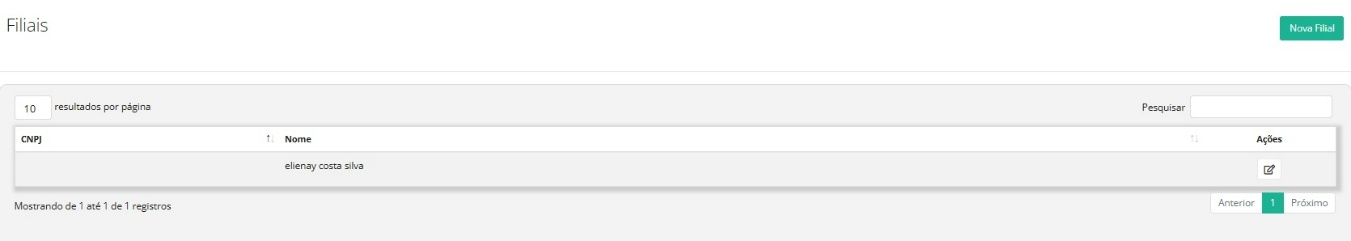 Filiais
Nova Filial
10 resultados por página
Pesquisar
CNPJ Nome Ações
elienay costa silva
Mostrando de 1 até 1 de 1 registros
Anterior 1 Próximo